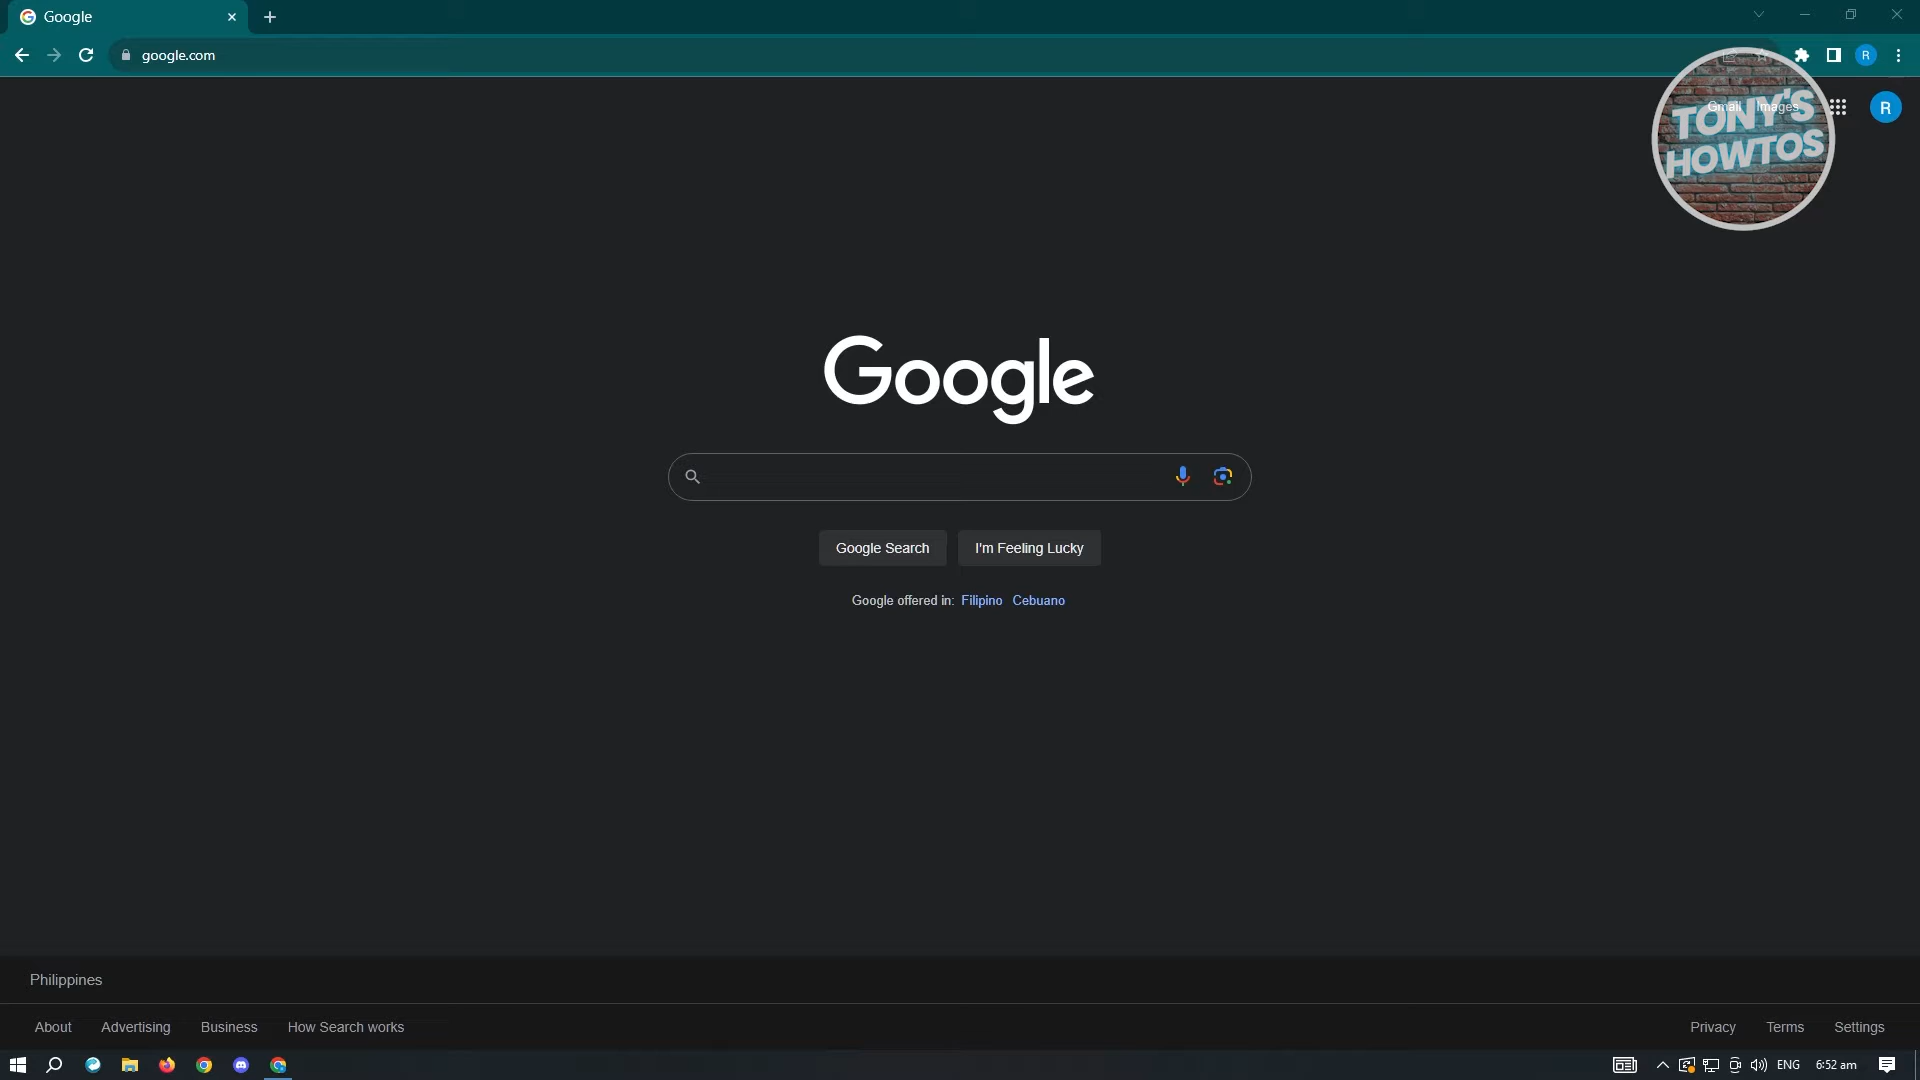 Google
google.com
R
Gmail Images
R
TONY'S
HOWTOS
Google
Google Search I'm Feeling Lucky
Google offered in: Filipino Cebuano
Philippines
About Advertising Business How Search works
Privacy Terms Settings
ENG 6:52 am